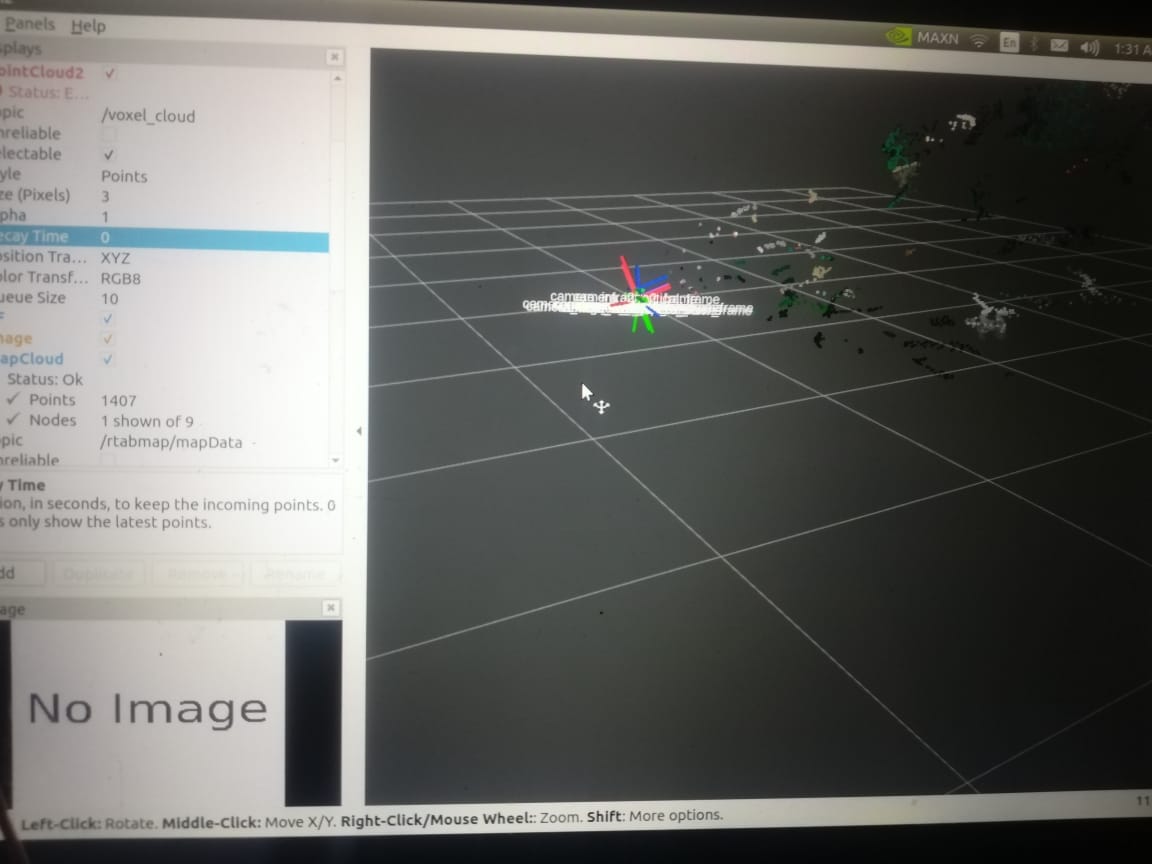 Panels Help
MAXN En 1:31 A
splays
ointCloud2
Status: E...
pic /voxel_cloud
nreliable
electable
yle Points
ze (Pixels) 3
pha 1
ecay Time 0
osition Tra... XYZ
olor Transf... RGB8
ueue Size 10
F
mage
apCloud
Status: Ok
Points 1407
Nodes 1 shown of 9
pic /rtabmap/mapData
nreliable
y Time
ion, in seconds, to keep the incoming points. 0
s only show the latest points.
dd Duplicate Remove Rename
age
No Image
Left-Click: Rotate. Middle-Click: Move X/Y. Right-Click/Mouse Wheel:: Zoom. Shift: More options.
11